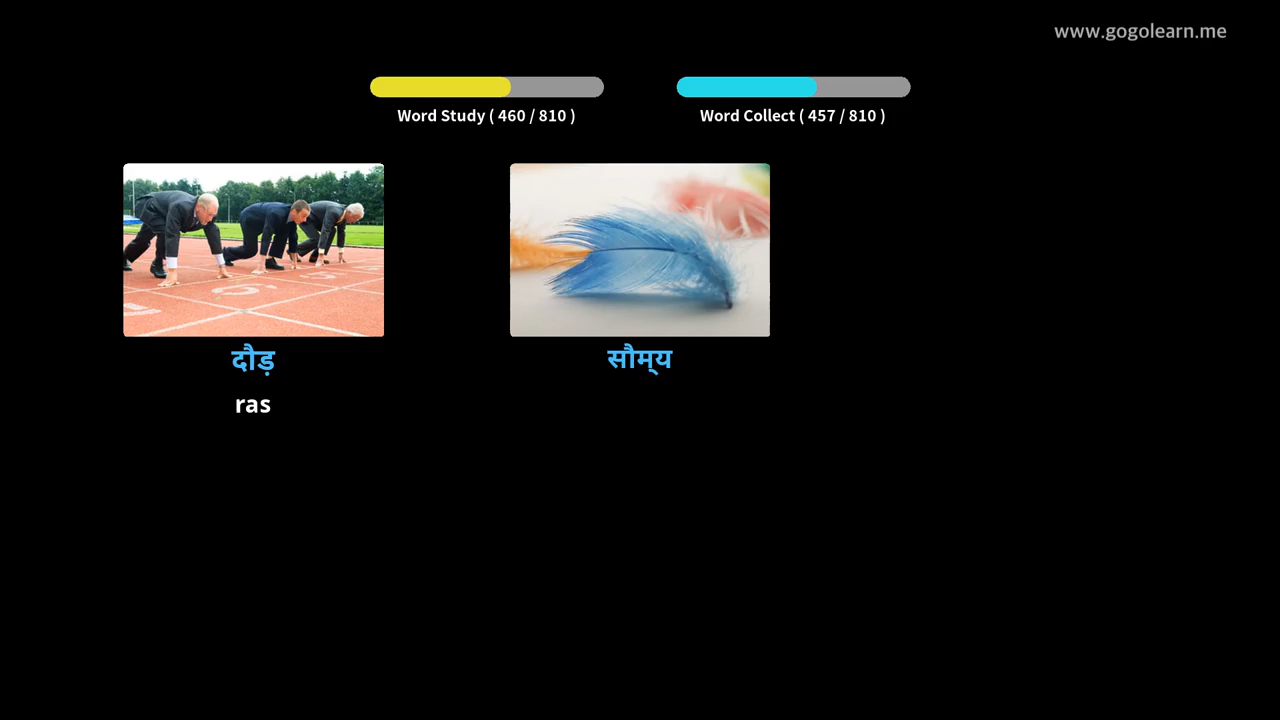 www.gogolearn.me
Word Study ( 460 / 810 )
Word Collect ( 457 / 810 )
दौड़
सौम्य
ras